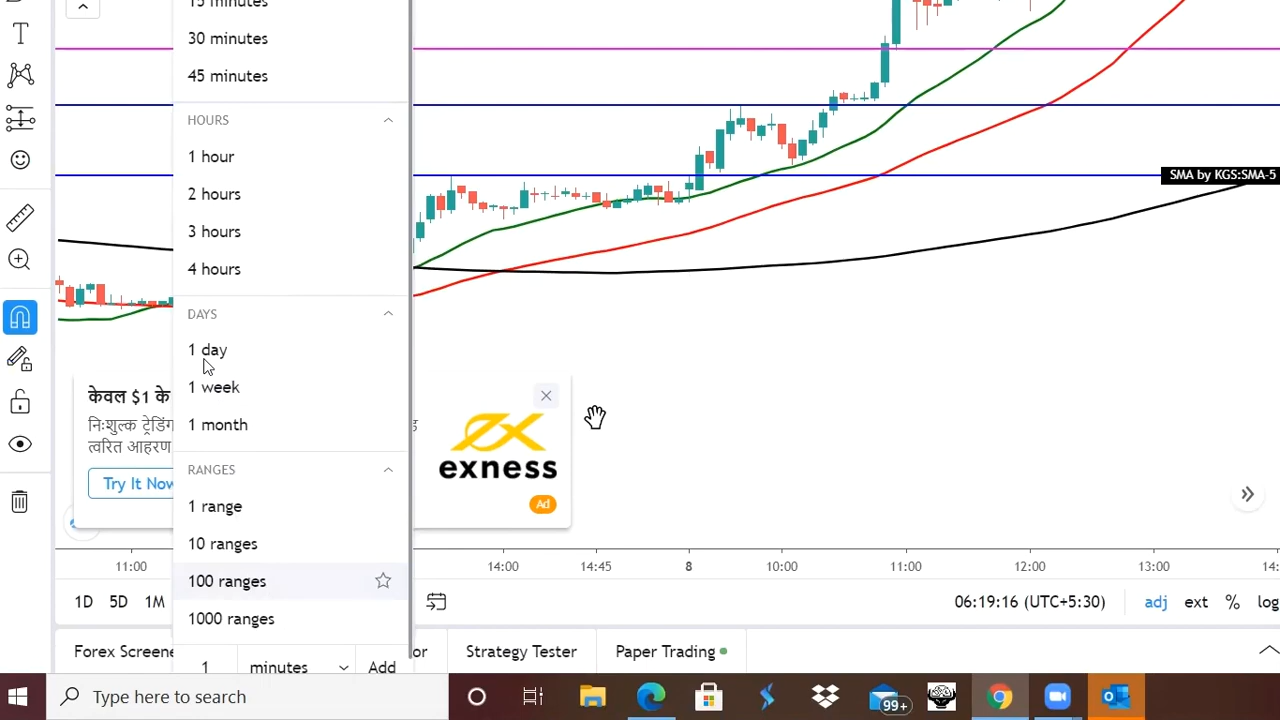 15 minutes
30 minutes
45 minutes
HOURS
1 hour
2 hours
3 hours
4 hours
DAYS
1 day
1 week
1 month
RANGES
1 range
10 ranges
100 ranges
1000 ranges
1 minutes Add
SMA by KGS:SMA-5
केवल $1 के
निःशुल्क ट्रेडिंग
त्वरित आहरण
Try It Now
exness
Ad
11:00 14:00 14:45 8 10:00 11:00 12:00 13:00 14:
1D 5D 1M 06:19:16 (UTC+5:30) adj ext % log
Forex Screene or Strategy Tester Paper Trading
Type here to search
99+